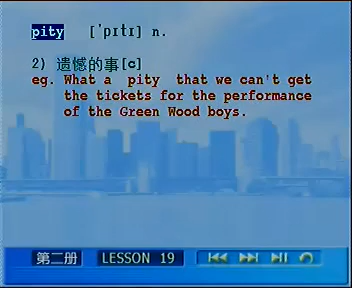 pity ['pɪtɪ] n.
2) 遗憾的事[c]
eg. What a pity that we can't get
the tickets for the performance
of the Green Wood boys.
第二册 LESSON 19